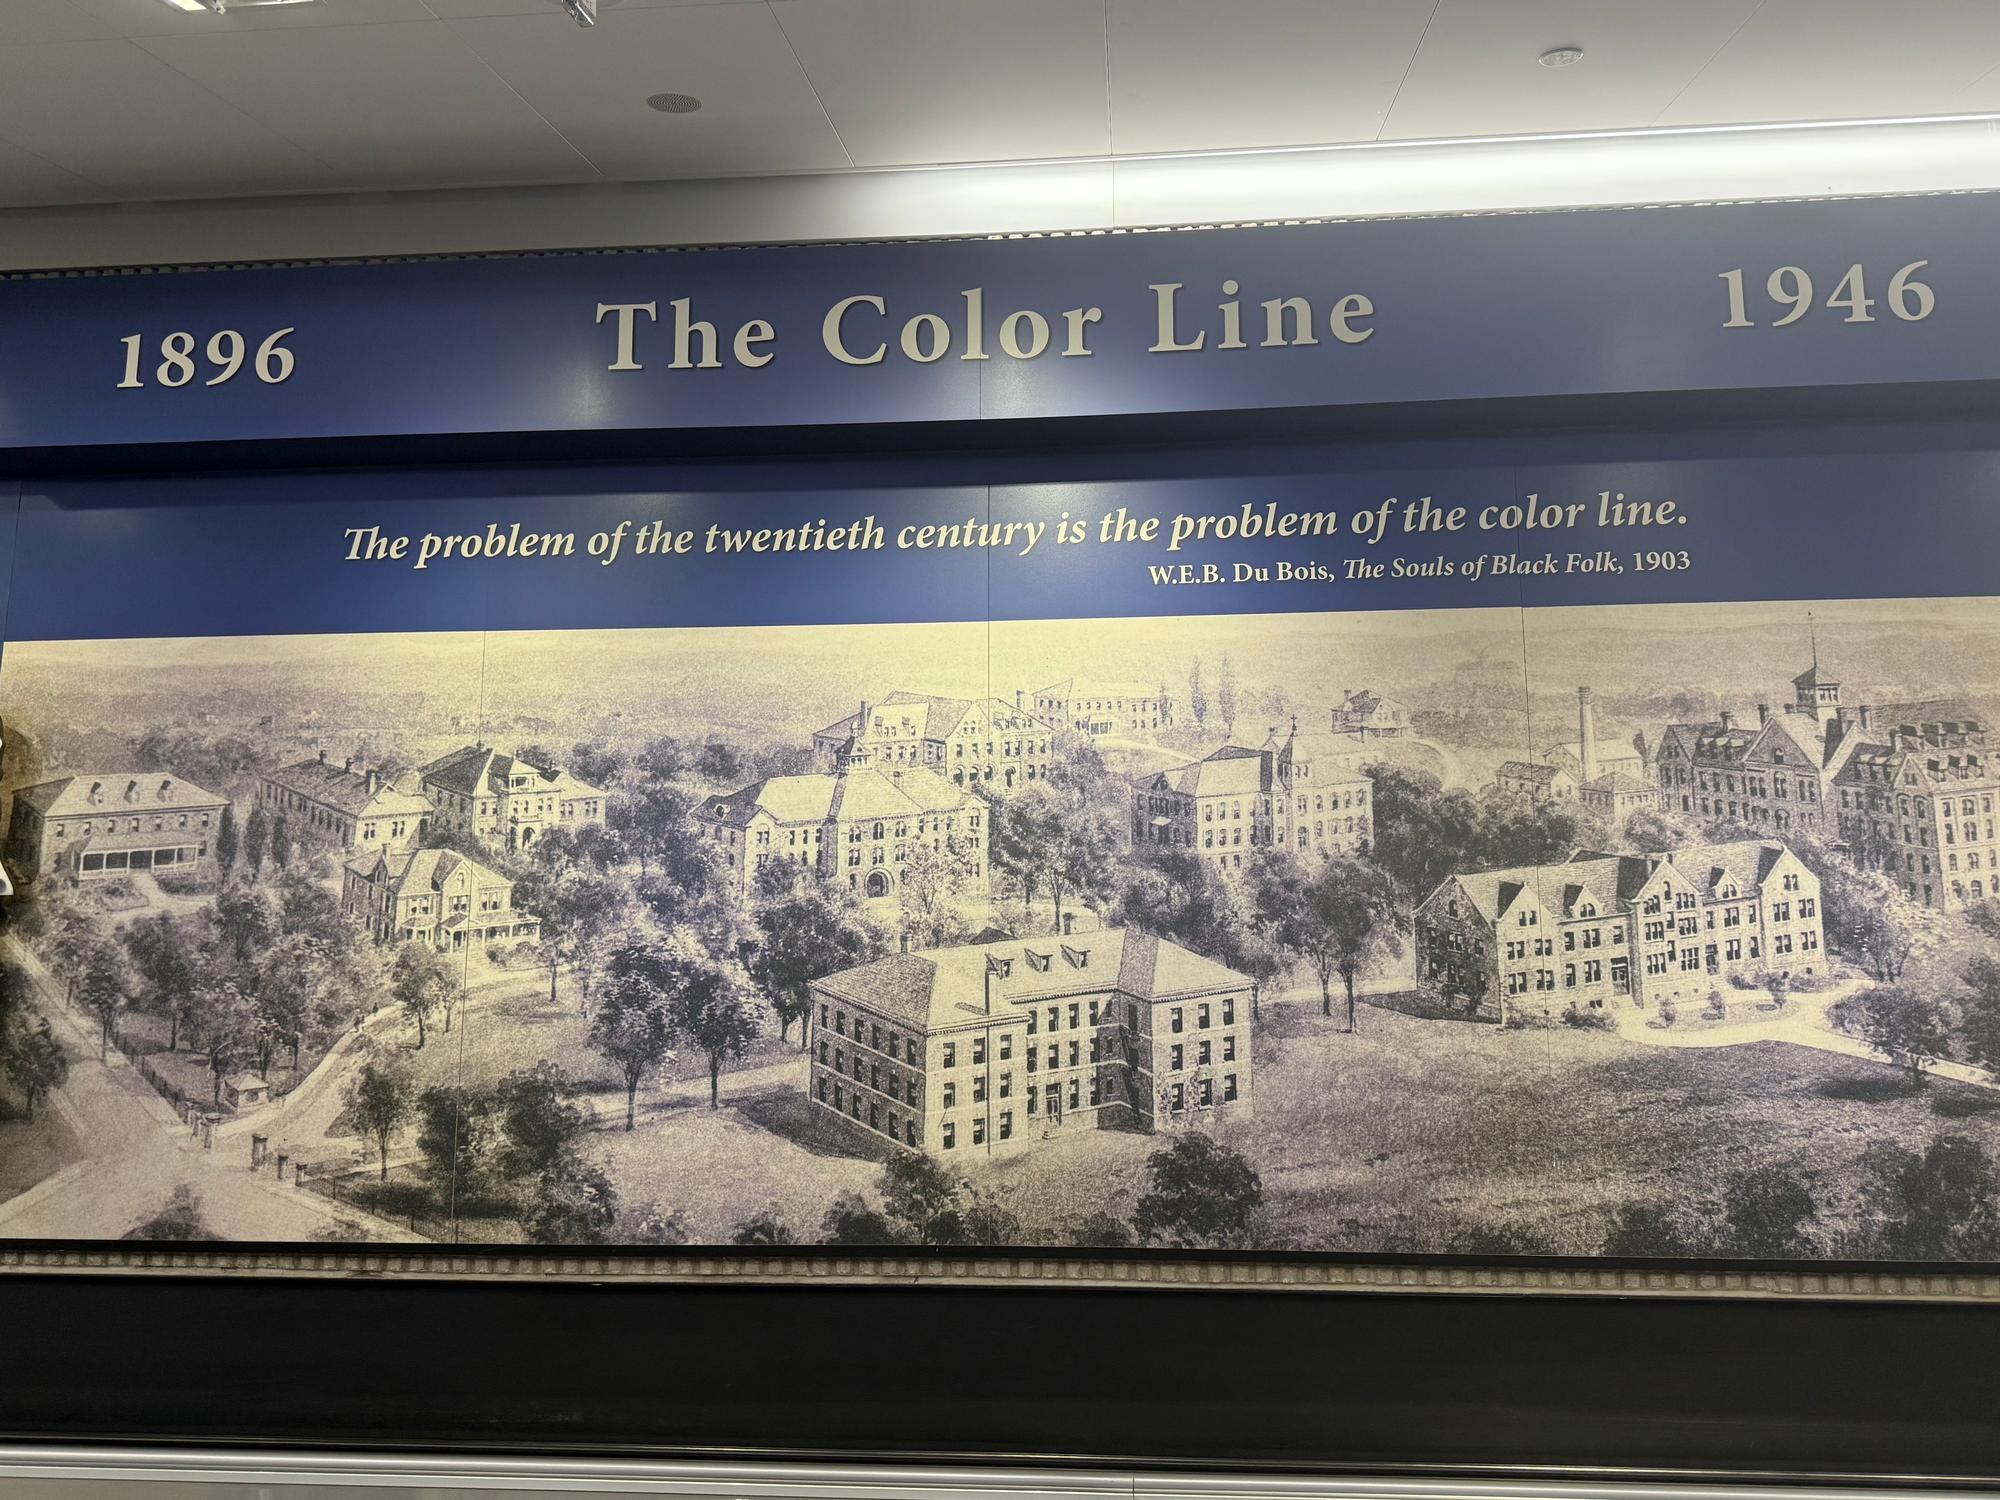 1896 The Color Line 1946
The problem of the twentieth century is the problem of the color line.
W.E.B. Du Bois, The Souls of Black Folk, 1903